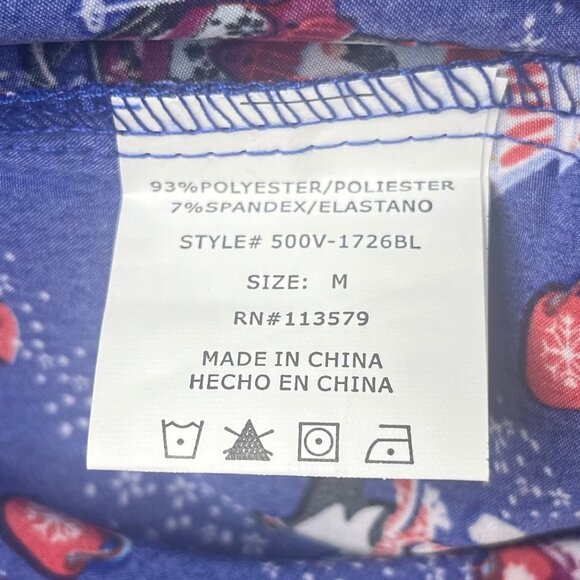 93%POLYESTER/POLIESTER
7%SPANDEX/ELASTANO
STYLE# 500V-1726BL
SIZE: M
RN#113579
MADE IN CHINA
HECHO EN CHINA